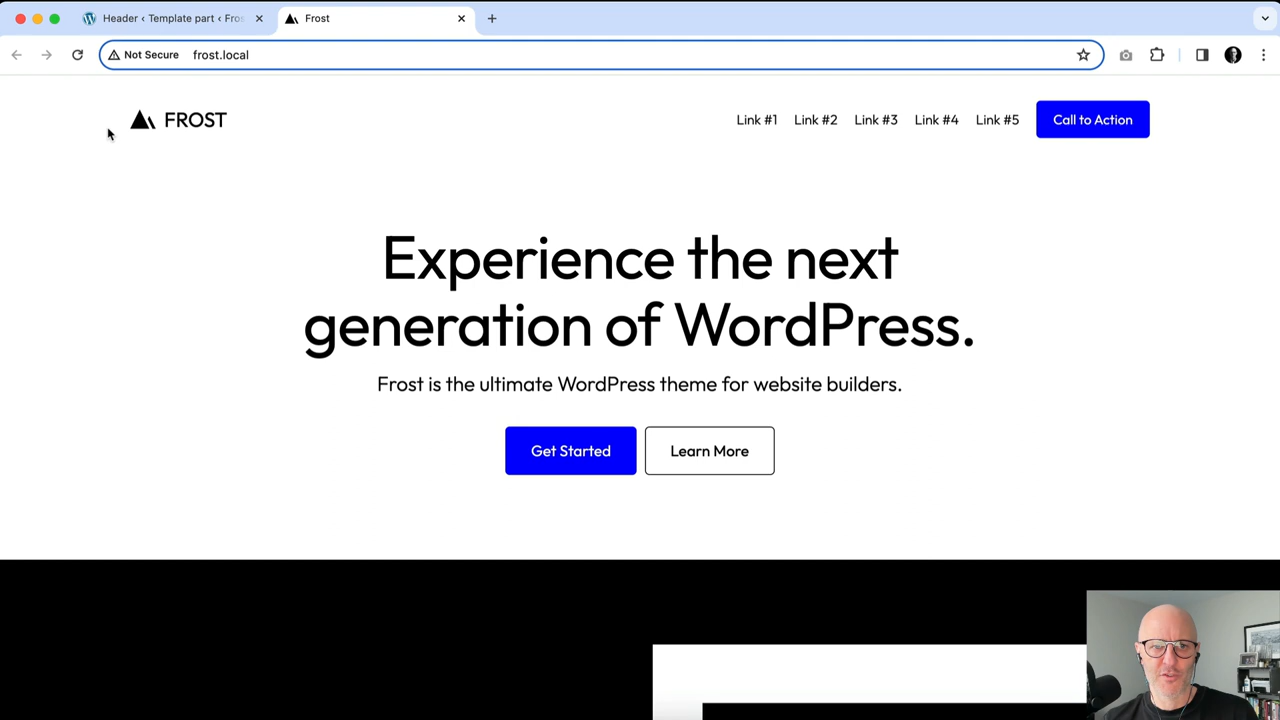 Header ‹ Template part ‹ Fros
Frost
Not Secure
frost.local
FROST
Link #1
Link #2
Link #3
Link #4
Link #5
Call to Action
Experience the next
generation of WordPress.
Frost is the ultimate WordPress theme for website builders.
Get Started
Learn More